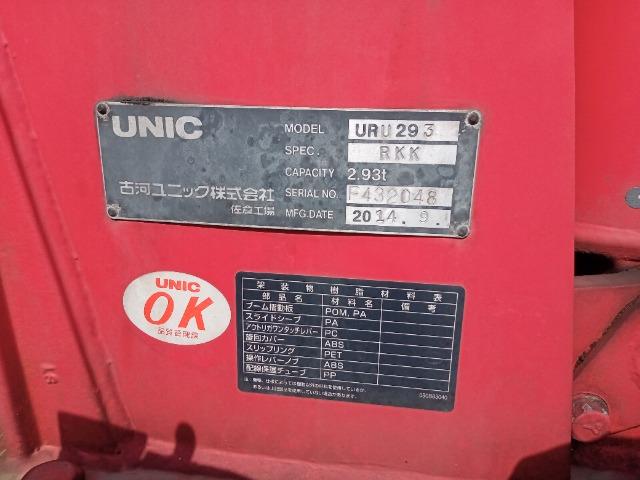 UNIC
MODEL URU293
SPEC. RKK
CAPACITY 2.93t
古河ユニック株式会社
SERIAL NO. F432048
佐倉工場
MFG.DATE 2014.9.
UNIC
OK
品質管理課
架装物樹脂材料表
部品名 材料名 備考
ブーム摺動板 POM, PA
スライドシーブ PA
アウトリガワンタッチレバー PC
旋回カバー ABS
スリップリング PET
操作レバーノブ ABS
配線保護チューブ PP